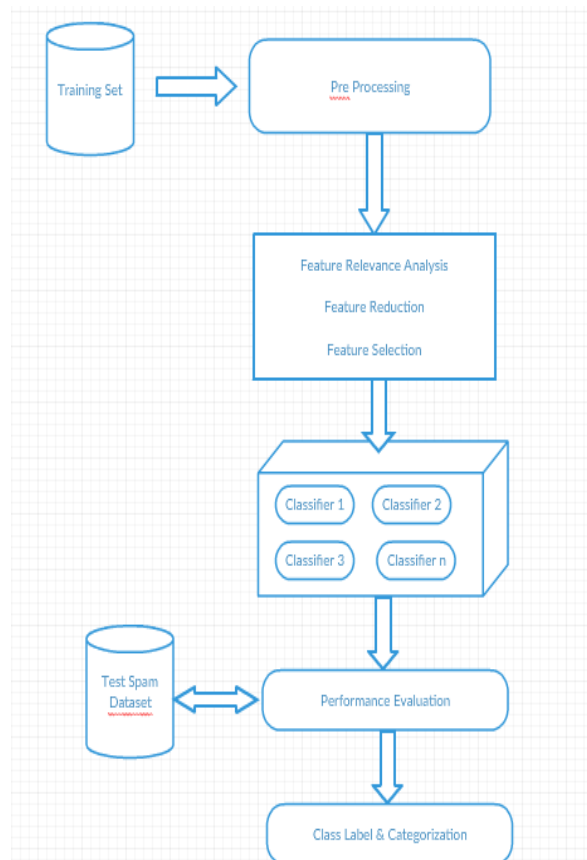 Training Set
Pre Processing
Feature Relevance Analysis
Feature Reduction
Feature Selection
Classifier 1
Classifier 2
Classifier 3
Classifier n
Test Spam
Dataset
Performance Evaluation
Class Label & Categorization